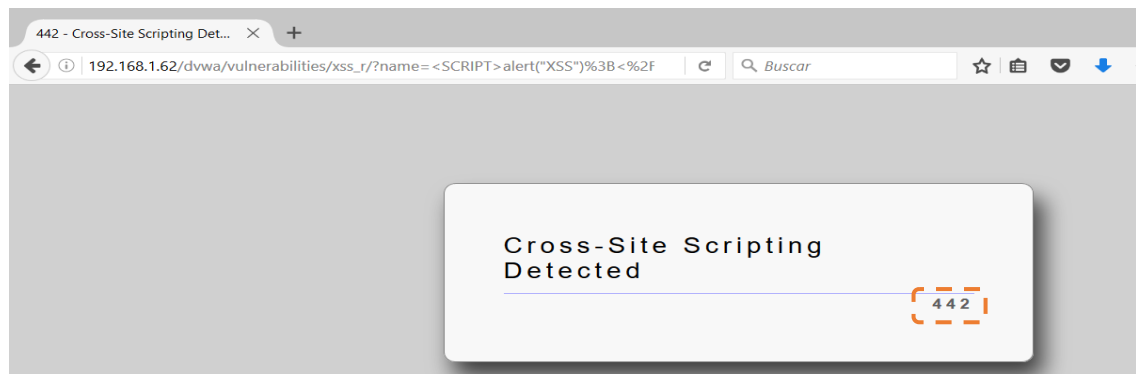 442 - Cross-Site Scripting Det...
192.168.1.62/dvwa/vulnerabilities/xss_r/?name=<SCRIPT>alert("XSS")%3B<%2F
Buscar
Cross-Site Scripting
Detected
442